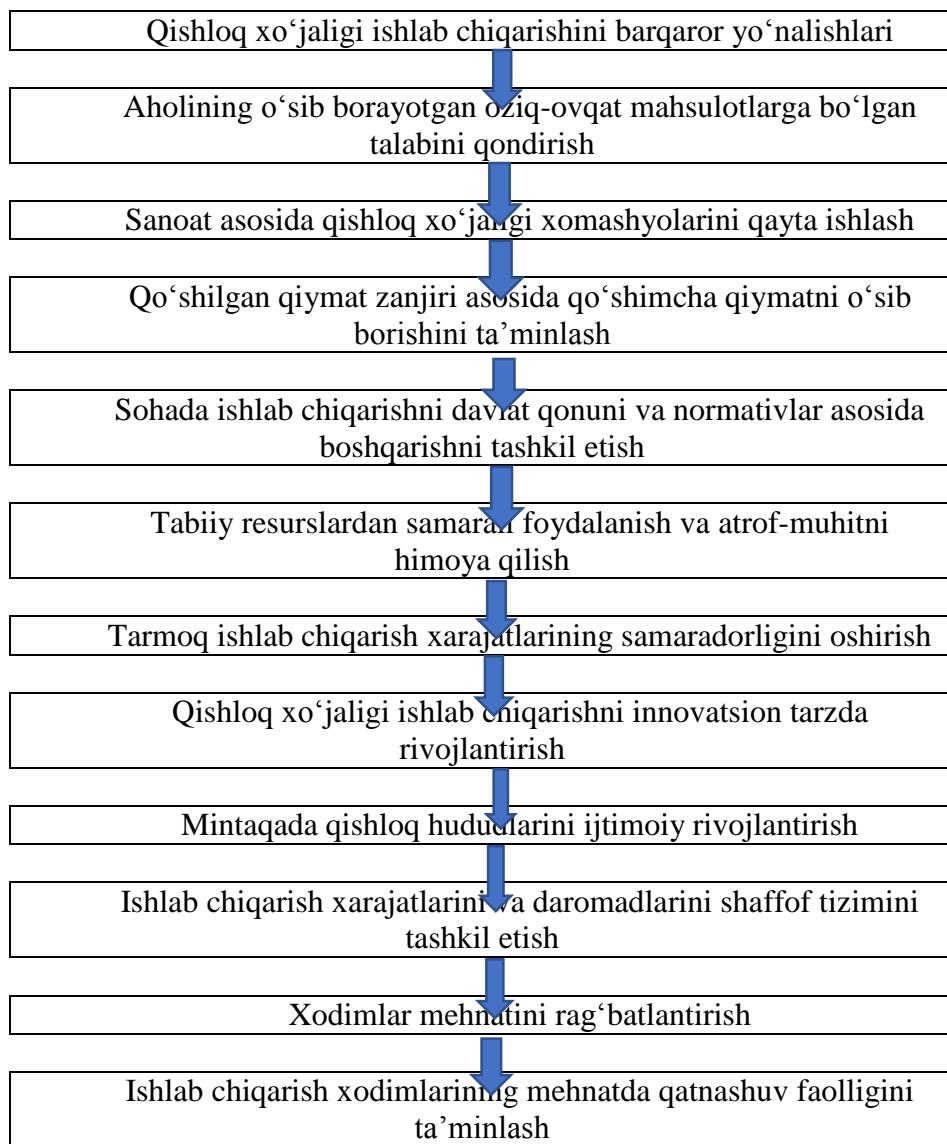 Qishloq xo‘jaligi ishlab chiqarishini barqaror yo‘nalishlari
Aholining o‘sib borayotgan oziq-ovqat mahsulotlarga bo‘lgan
talabini qondirish
Sanoat asosida qishloq xo‘jaligi xomashyolarini qayta ishlash
Qo‘shilgan qiymat zanjiri asosida qo‘shimcha qiymatni o‘sib
borishini ta’minlash
Sohada ishlab chiqarishni davlat qonuni va normativlar asosida
boshqarishni tashkil etish
Tabiiy resurslardan samarali foydalanish va atrof-muhitni
himoya qilish
Tarmoq ishlab chiqarish xarajatlarining samaradorligini oshirish
Qishloq xo‘jaligi ishlab chiqarishni innovatsion tarzda
rivojlantirish
Mintaqada qishloq hududlarini ijtimoiy rivojlantirish
Ishlab chiqarish xarajatlarini va daromadlarini shaffof tizimini
tashkil etish
Xodimlar mehnatini rag‘batlantirish
Ishlab chiqarish xodimlarining mehnatda qatnashuv faolligini
ta’minlash